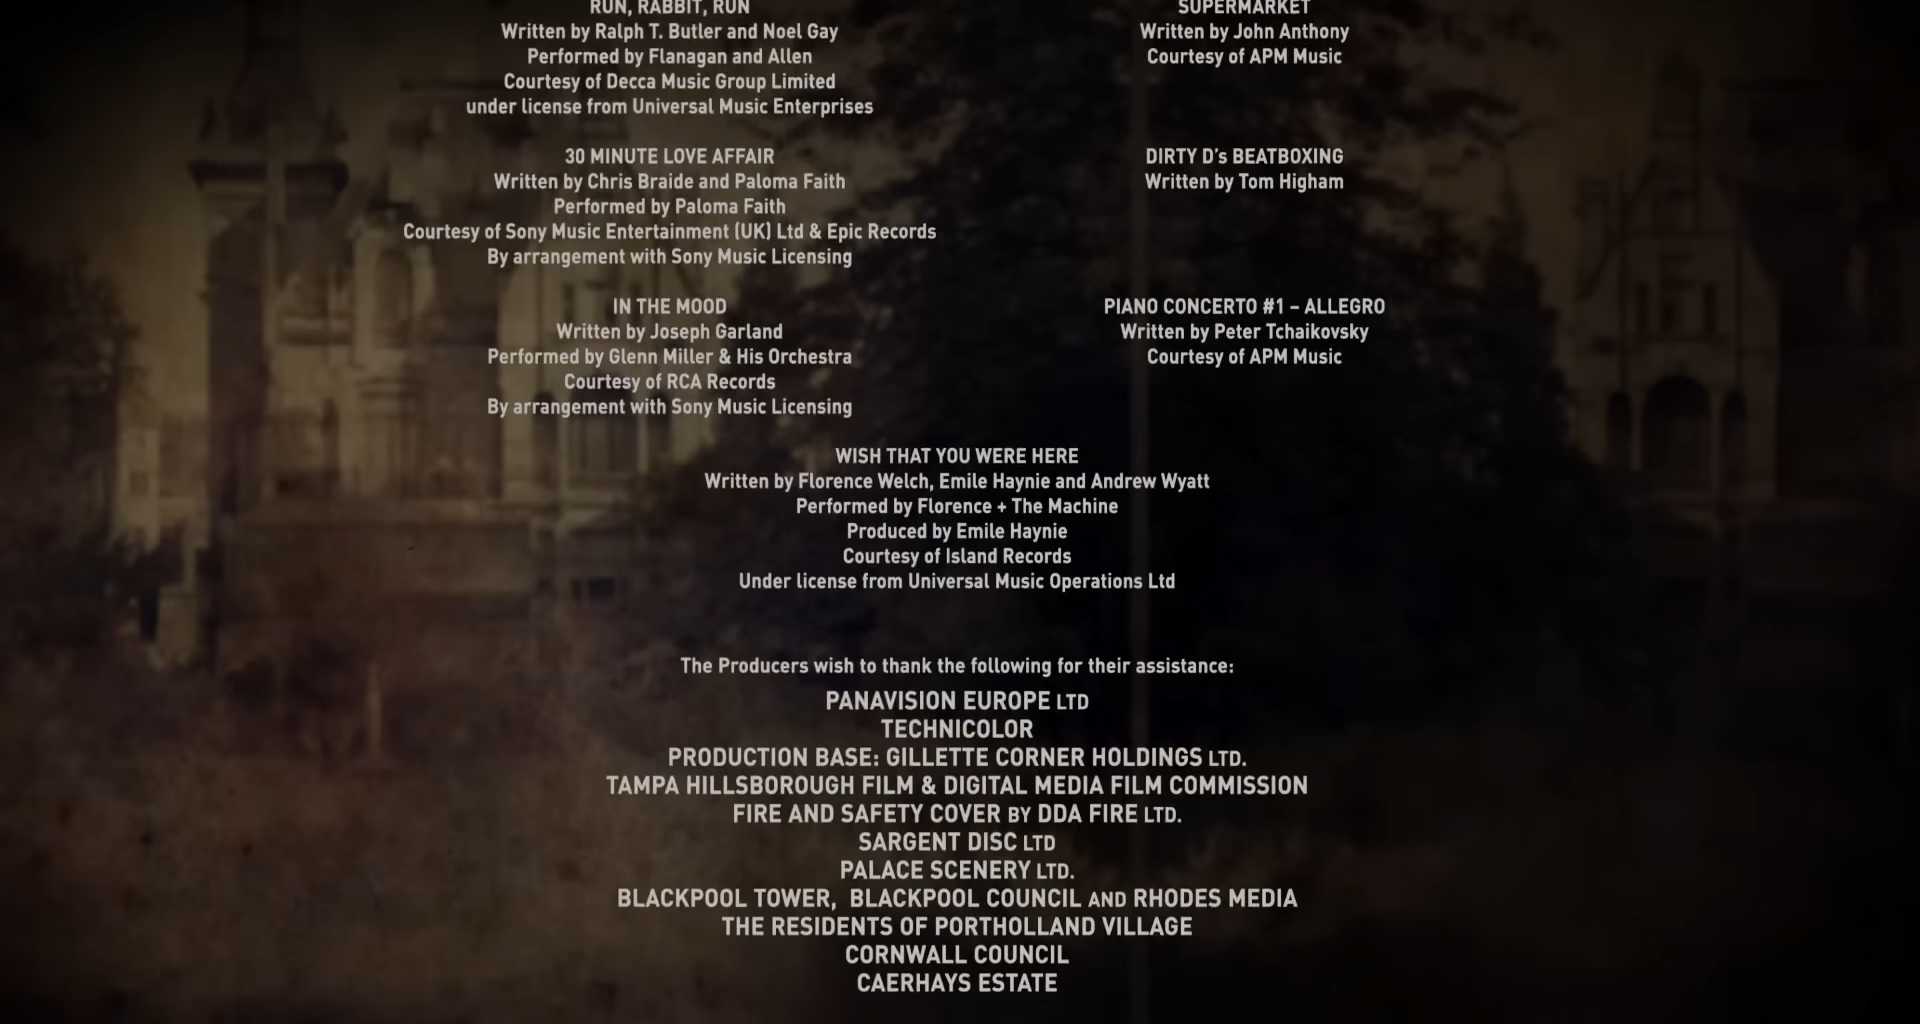 RUN, RABBIT, RUN
Written by Ralph T. Butler and Noel Gay
Performed by Flanagan and Allen
Courtesy of Decca Music Group Limited
under license from Universal Music Enterprises
SUPERMARKET
Written by John Anthony
Courtesy of APM Music
30 MINUTE LOVE AFFAIR
Written by Chris Braide and Paloma Faith
Performed by Paloma Faith
Courtesy of Sony Music Entertainment (UK) Ltd & Epic Records
By arrangement with Sony Music Licensing
DIRTY D's BEATBOXING
Written by Tom Higham
IN THE MOOD
Written by Joseph Garland
Performed by Glenn Miller & His Orchestra
Courtesy of RCA Records
By arrangement with Sony Music Licensing
PIANO CONCERTO #1 – ALLEGRO
Written by Peter Tchaikovsky
Courtesy of APM Music
WISH THAT YOU WERE HERE
Written by Florence Welch, Emile Haynie and Andrew Wyatt
Performed by Florence + The Machine
Produced by Emile Haynie
Courtesy of Island Records
Under license from Universal Music Operations Ltd
The Producers wish to thank the following for their assistance:
PANAVISION EUROPE LTD
TECHNICOLOR
PRODUCTION BASE: GILLETTE CORNER HOLDINGS LTD.
TAMPA HILLSBOROUGH FILM & DIGITAL MEDIA FILM COMMISSION
FIRE AND SAFETY COVER BY DDA FIRE LTD.
SARGENT DISC LTD
PALACE SCENERY LTD.
BLACKPOOL TOWER, BLACKPOOL COUNCIL AND RHODES MEDIA
THE RESIDENTS OF PORTHOLLAND VILLAGE
CORNWALL COUNCIL
CAERHAYS ESTATE